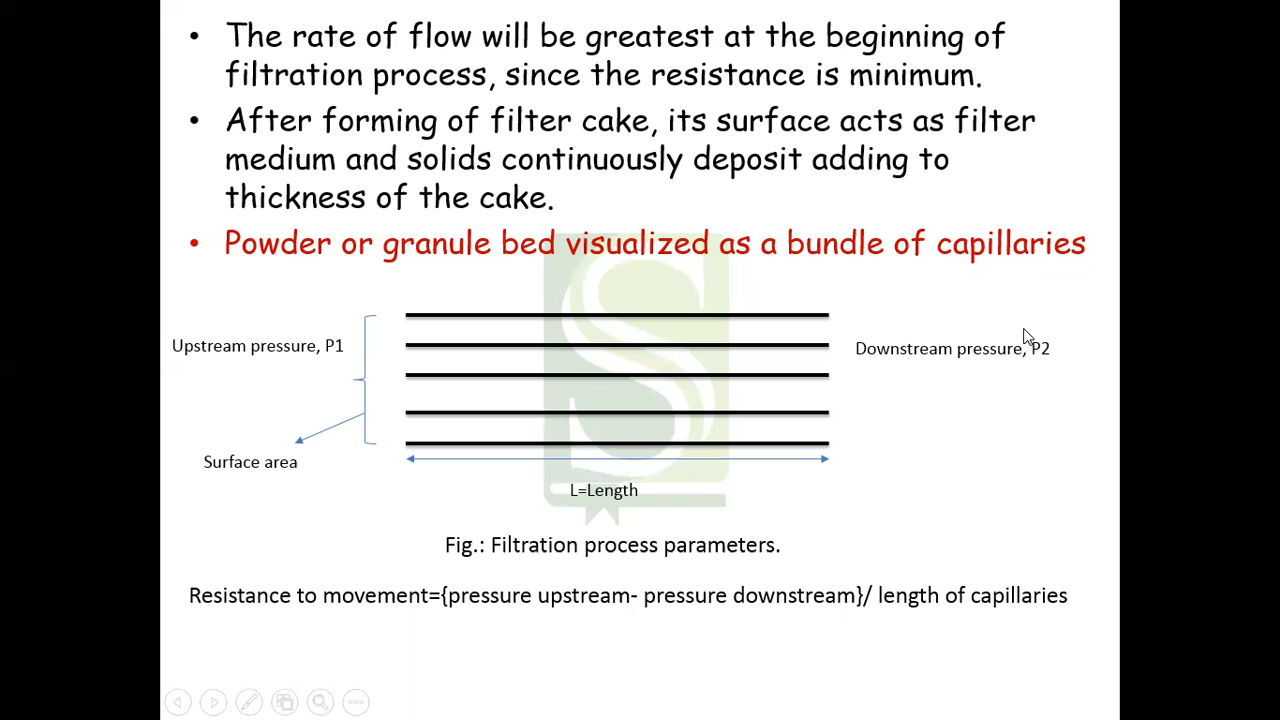 • The rate of flow will be greatest at the beginning of
filtration process, since the resistance is minimum.
• After forming of filter cake, its surface acts as filter
medium and solids continuously deposit adding to
thickness of the cake.
• Powder or granule bed visualized as a bundle of capillaries
Upstream pressure, P1
Downstream pressure, P2
Surface area
L=Length
Fig.: Filtration process parameters.
Resistance to movement={pressure upstream- pressure downstream}/ length of capillaries